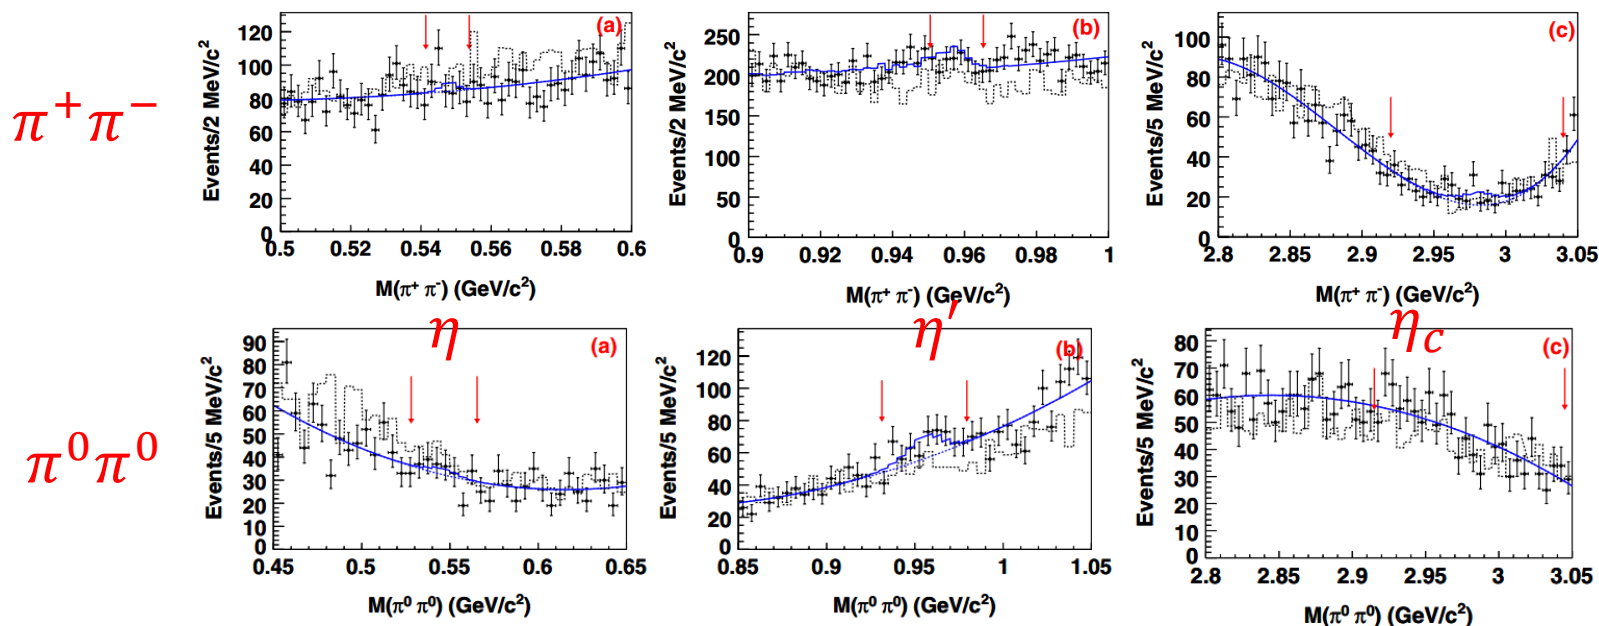 π⁺π⁻
Events/2 MeV/c²
120
100
80
60
40
20
0
(a)
0.5 0.52 0.54 0.56 0.58 0.6
M(π⁺ π⁻) (GeV/c²)
Events/2 MeV/c²
250
200
150
100
50
0
(b)
0.9 0.92 0.94 0.96 0.98 1
M(π⁺ π⁻) (GeV/c²)
Events/5 MeV/c²
100
80
60
40
20
0
(c)
2.8 2.85 2.9 2.95 3 3.05
M(π⁺ π⁻) (GeV/c²)
η
η′
η_c
π⁰π⁰
Events/5 MeV/c²
90
80
70
60
50
40
30
20
10
0
(a)
0.45 0.5 0.55 0.6 0.65
M(π⁰ π⁰) (GeV/c²)
Events/5 MeV/c²
120
100
80
60
40
20
0
(b)
0.85 0.9 0.95 1 1.05
M(π⁰ π⁰) (GeV/c²)
Events/5 MeV/c²
80
70
60
50
40
30
20
10
0
(c)
2.8 2.85 2.9 2.95 3 3.05
M(π⁰ π⁰) (GeV/c²)